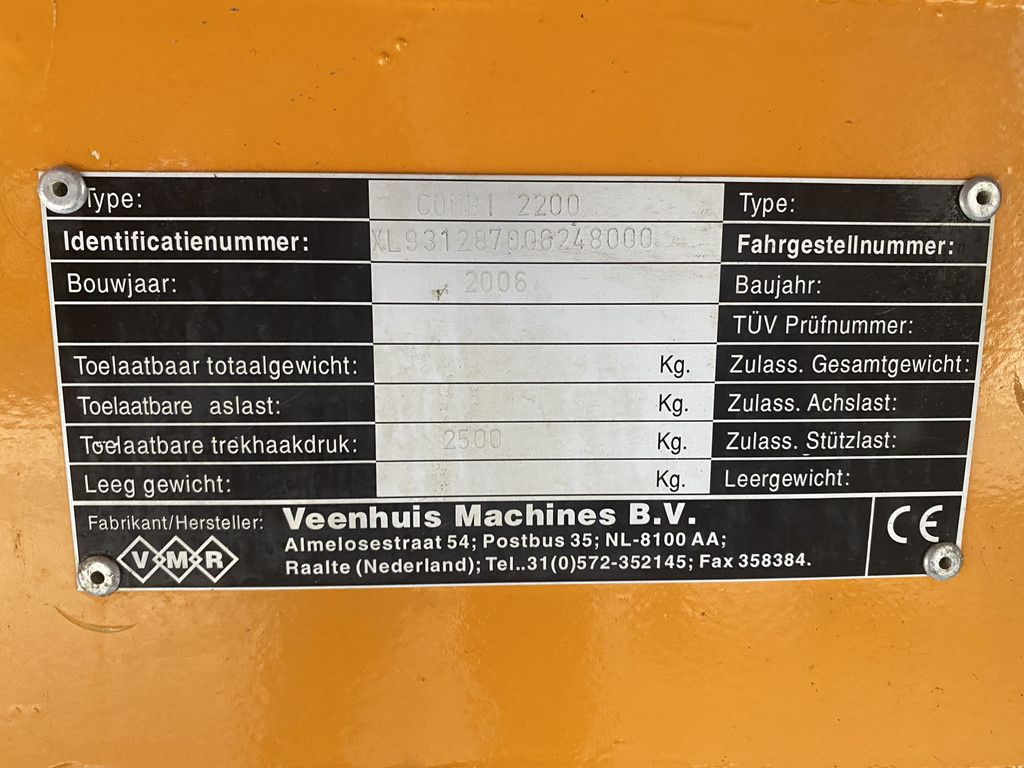 Type: COMBI 2200 Type:
Identificatienummer: XL931287006248000 Fahrgestellnummer:
Bouwjaar: 2006 Baujahr:
TÜV Prüfnummer:
Toelaatbaar totaalgewicht: Kg. Zulass. Gesamtgewicht:
Toelaatbare aslast: Kg. Zulass. Achslast:
Toelaatbare trekhaakdruk: 2500 Kg. Zulass. Stützlast:
Leeg gewicht: Kg. Leergewicht:
Fabrikant/Hersteller: Veenhuis Machines B.V.
Almelosestraat 54; Postbus 35; NL-8100 AA;
Raalte (Nederland); Tel..31(0)572-352145; Fax 358384.
VMR
CE